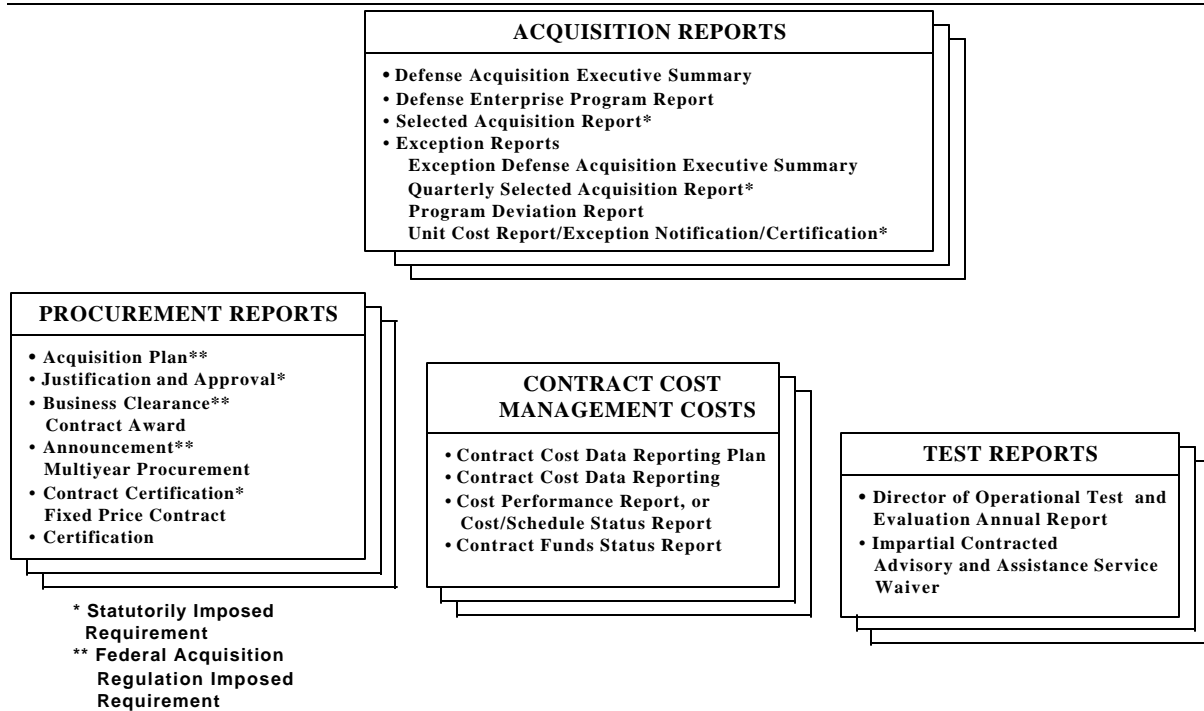 ACQUISITION REPORTS
• Defense Acquisition Executive Summary
• Defense Enterprise Program Report
• Selected Acquisition Report*
• Exception Reports
Exception Defense Acquisition Executive Summary
Quarterly Selected Acquisition Report*
Program Deviation Report
Unit Cost Report/Exception Notification/Certification*
PROCUREMENT REPORTS
• Acquisition Plan**
• Justification and Approval*
• Business Clearance**
Contract Award
• Announcement**
Multiyear Procurement
• Contract Certification*
Fixed Price Contract
• Certification
* Statutorily Imposed
Requirement
** Federal Acquisition
Regulation Imposed
Requirement
CONTRACT COST
MANAGEMENT COSTS
• Contract Cost Data Reporting Plan
• Contract Cost Data Reporting
• Cost Performance Report, or
Cost/Schedule Status Report
• Contract Funds Status Report
TEST REPORTS
• Director of Operational Test and
Evaluation Annual Report
• Impartial Contracted
Advisory and Assistance Service
Waiver